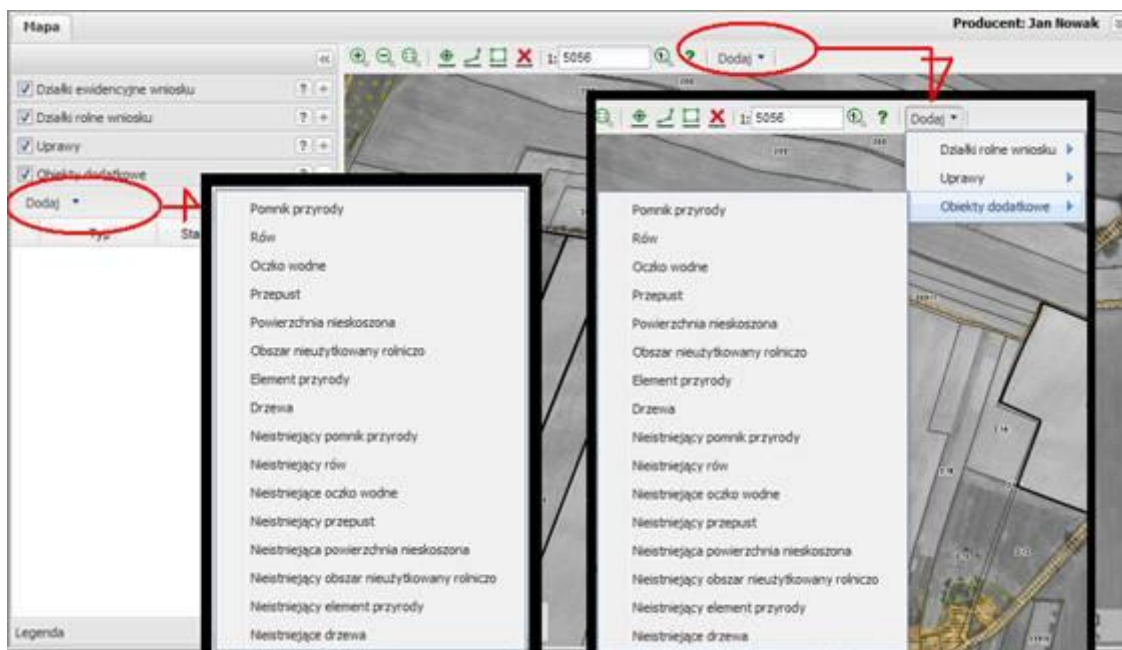 Mapa
Producent: Jan Nowak
1: 5056
Dodaj
Działki ewidencyjne wniosku
Działki rolne wniosku
Uprawy
Obiekty dodatkowe
Dodaj
Typ Sta
Legenda
Pomnik przyrody
Rów
Oczko wodne
Przepust
Powierzchnia nieskoszona
Obszar nieużytkowany rolniczo
Element przyrody
Drzewa
Nieistniejący pomnik przyrody
Nieistniejący rów
Nieistniejące oczko wodne
Nieistniejący przepust
Nieistniejąca powierzchnia nieskoszona
Nieistniejący obszar nieużytkowany rolniczo
Nieistniejący element przyrody
Nieistniejące drzewa
1: 5056
Dodaj
Działki rolne wniosku
Uprawy
Obiekty dodatkowe
Pomnik przyrody
Rów
Oczko wodne
Przepust
Powierzchnia nieskoszona
Obszar nieużytkowany rolniczo
Element przyrody
Drzewa
Nieistniejący pomnik przyrody
Nieistniejący rów
Nieistniejące oczko wodne
Nieistniejący przepust
Nieistniejąca powierzchnia nieskoszona
Nieistniejący obszar nieużytkowany rolniczo
Nieistniejący element przyrody
Nieistniejące drzewa